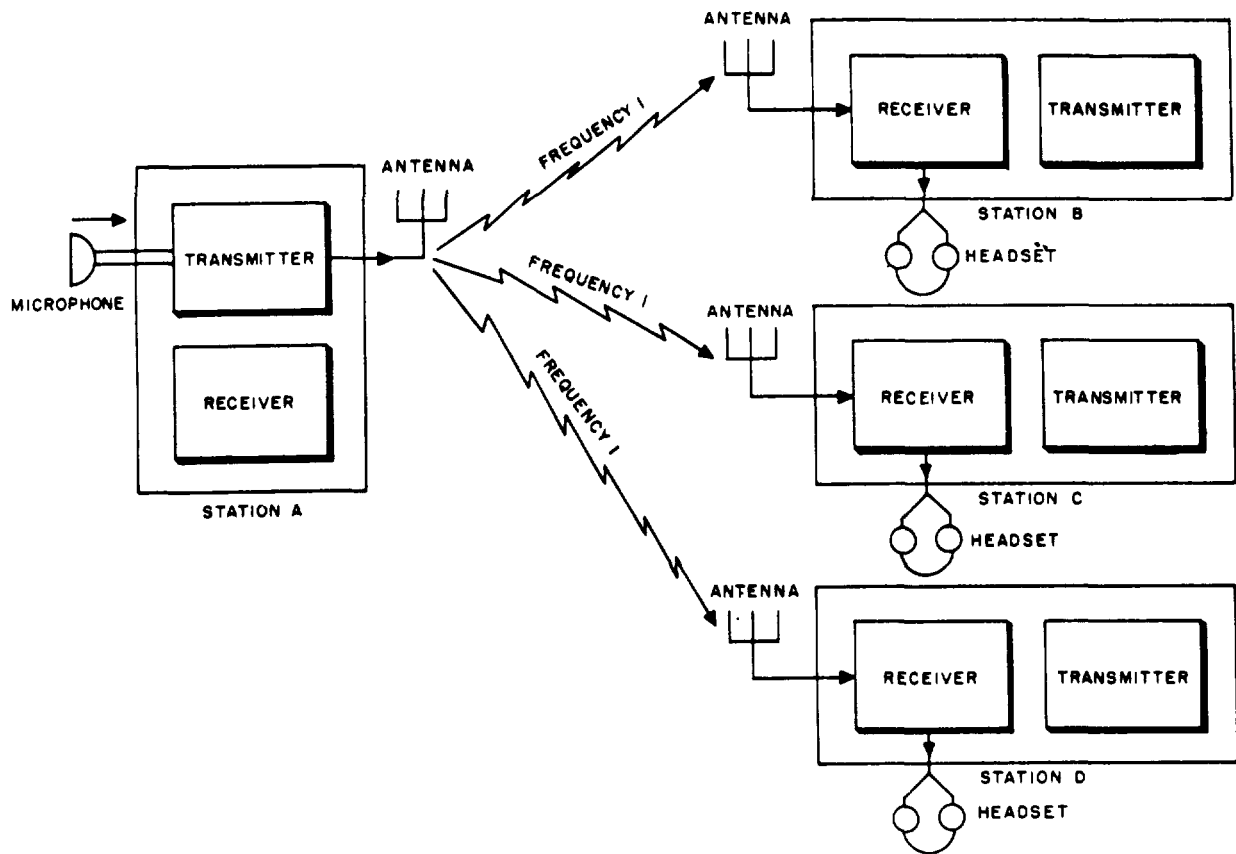 ANTENNA
RECEIVER
TRANSMITTER
STATION B
HEADSET
FREQUENCY 1
ANTENNA
TRANSMITTER
MICROPHONE
RECEIVER
STATION A
FREQUENCY 1
ANTENNA
RECEIVER
TRANSMITTER
STATION C
HEADSET
FREQUENCY 1
ANTENNA
RECEIVER
TRANSMITTER
STATION D
HEADSET